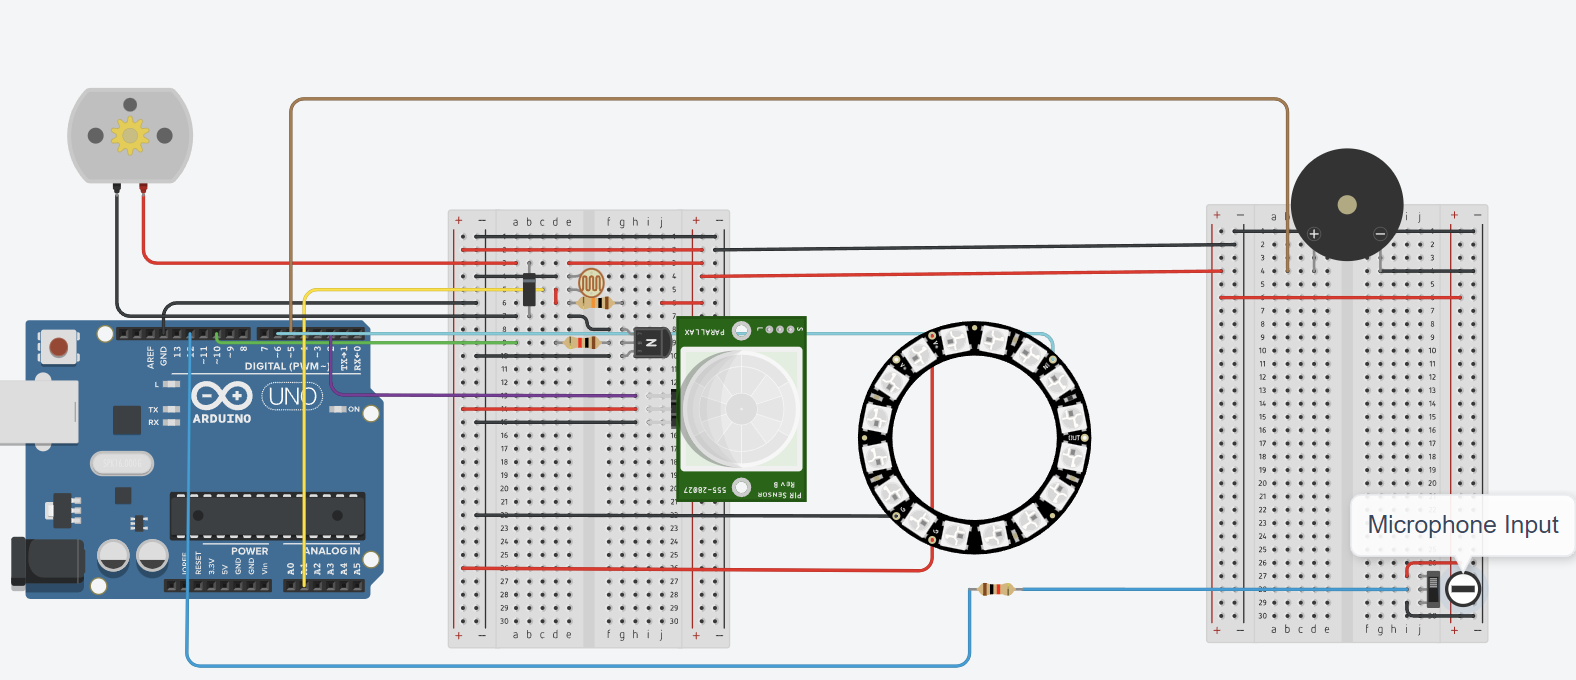 + − a b c d e f g h i j + −
+ − a b i j + −
PARALLAX
L S
N
AREF
GND
13
12
~11
~10
~9
8
7
~6
~5
4
~3
2
TX→1
RX←0
DIGITAL (PWM~)
L
TX
RX
ON
UNO
ARDUINO
555-28027
PIR SENSOR
Rev B
OUT
IN
Microphone Input
POWER
ANALOG IN
IOREF
RESET
3.3V
5V
GND
GND
Vin
A0
A1
A2
A3
A4
A5
+ − a b c d e f g h i j + −
+ − a b c d e f g h i j + −